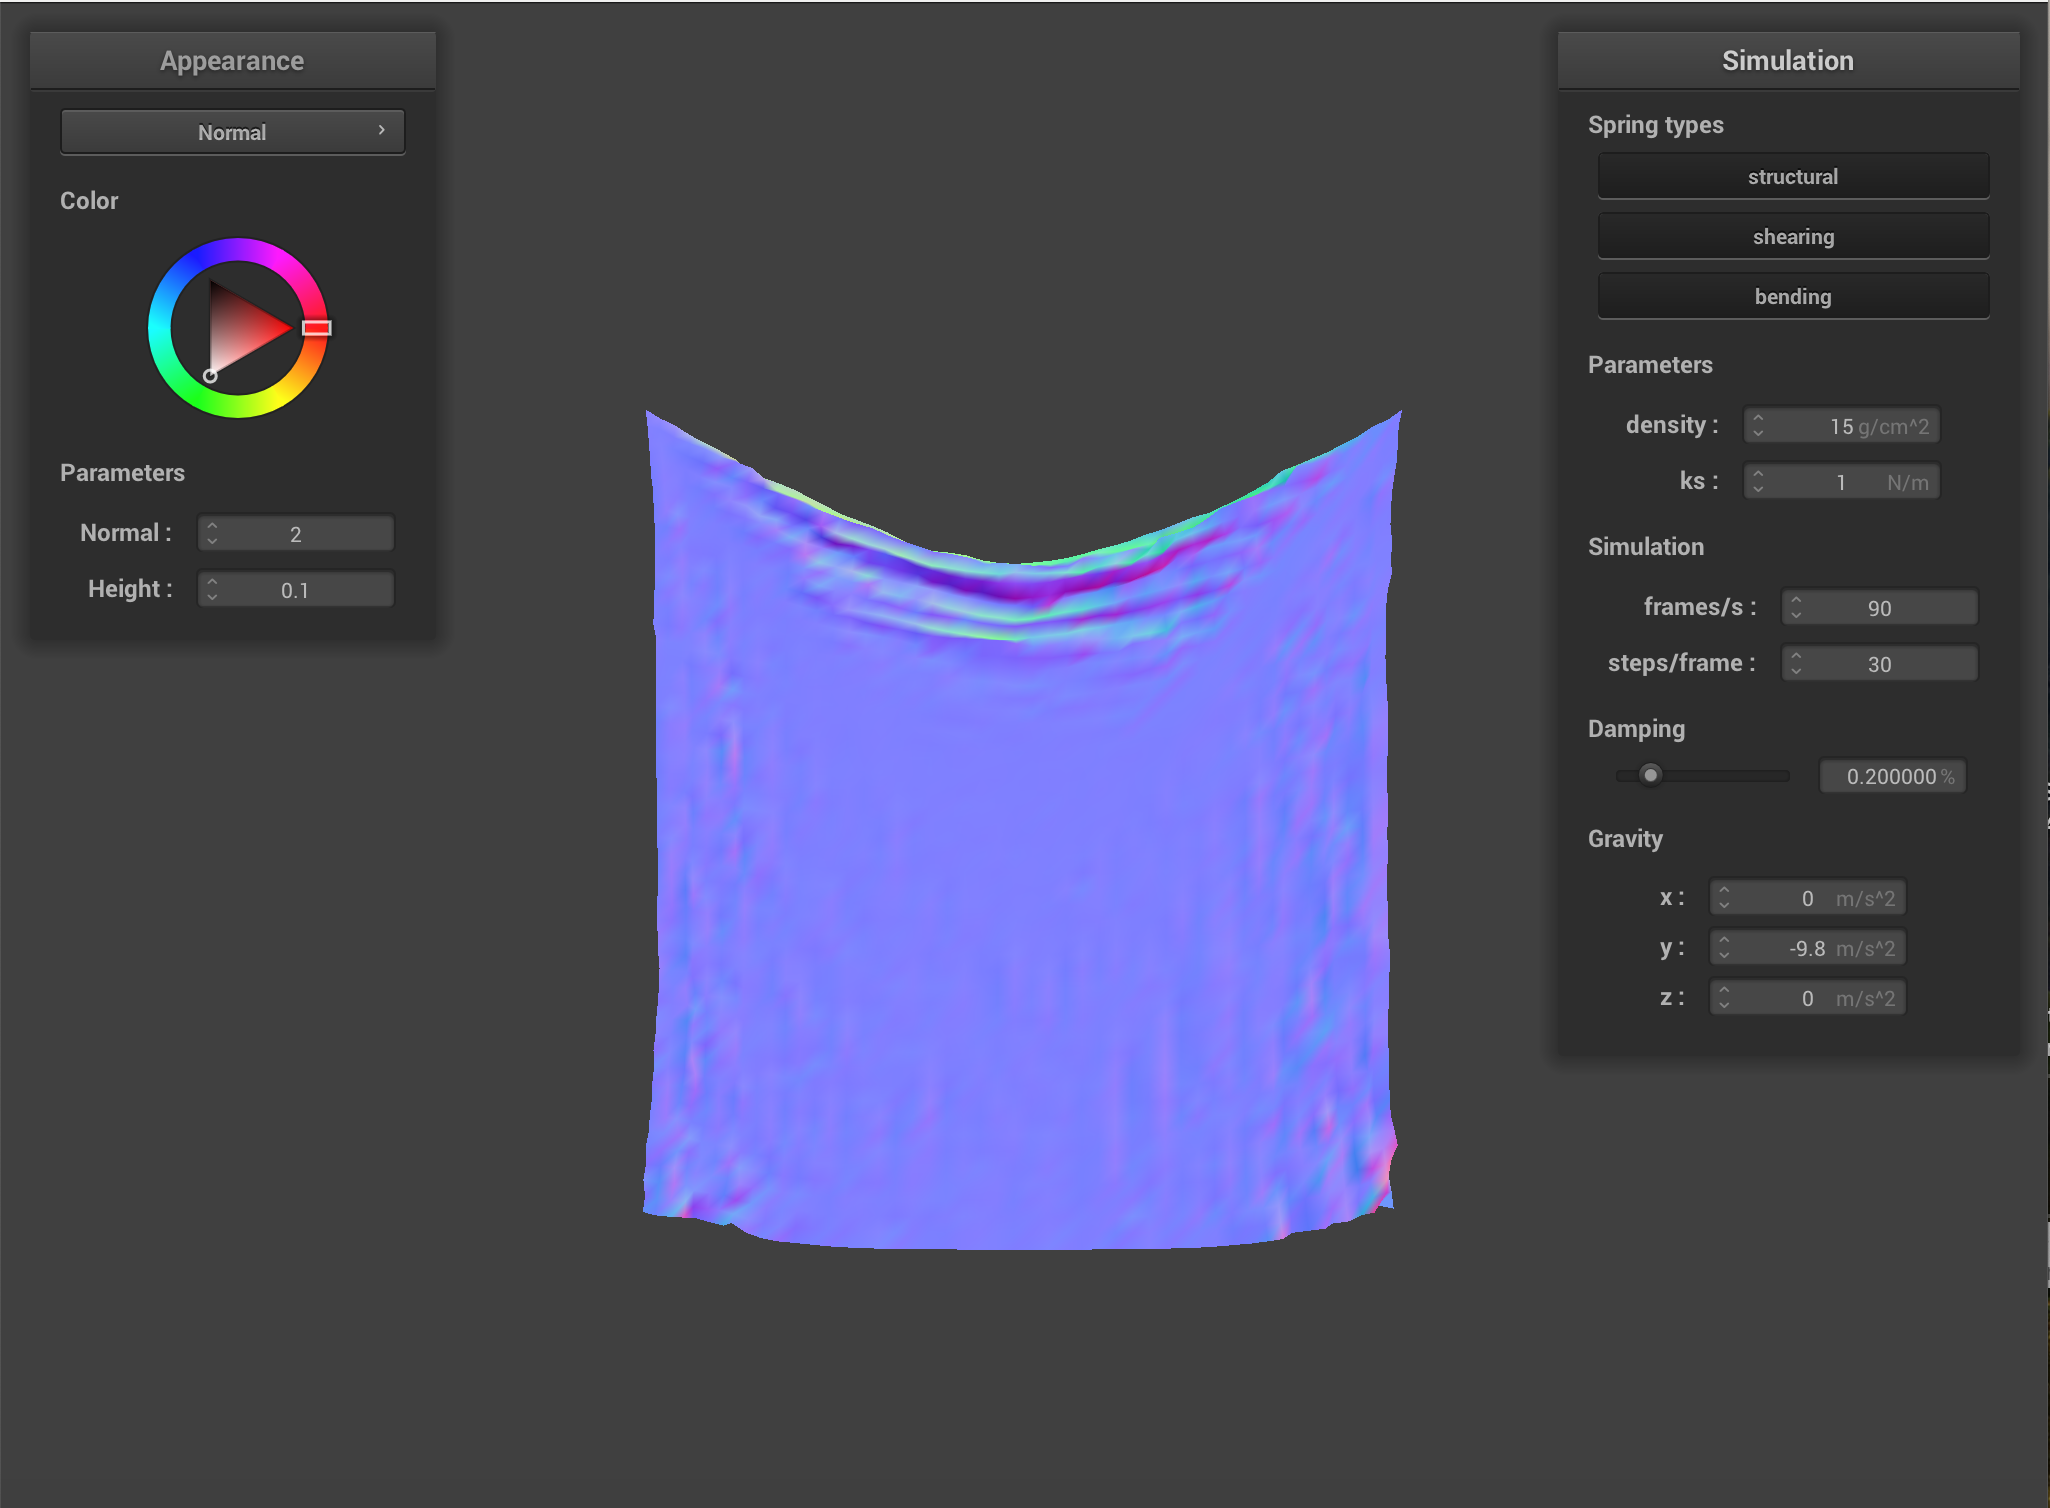 Appearance
Normal
Color
Parameters
Normal :
2
Height :
0.1
Simulation
Spring types
structural
shearing
bending
Parameters
density :
15 g/cm^2
ks :
1 N/m
Simulation
frames/s :
90
steps/frame :
30
Damping
0.200000 %
Gravity
x :
0 m/s^2
y :
-9.8 m/s^2
z :
0 m/s^2